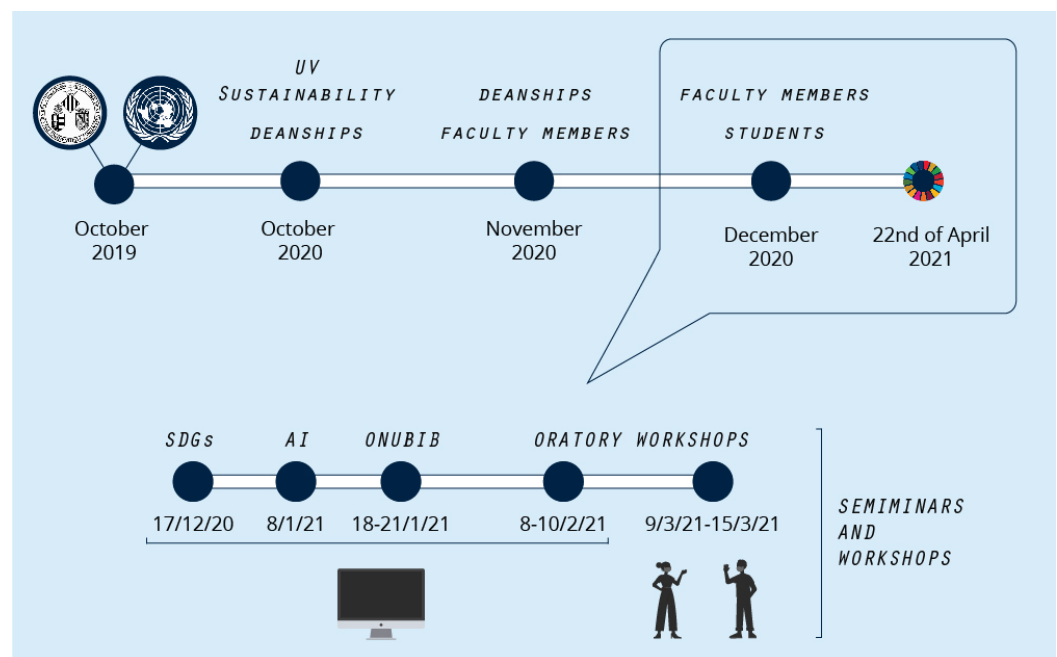 UV
SUSTAINABILITY
DEANSHIPS
DEANSHIPS
FACULTY MEMBERS
FACULTY MEMBERS
STUDENTS
October
2019
October
2020
November
2020
December
2020
22nd of April
2021
SDGs
AI
ONUBIB
ORATORY WORKSHOPS
17/12/20
8/1/21
18-21/1/21
8-10/2/21
9/3/21-15/3/21
SEMIMINARS
AND
WORKSHOPS